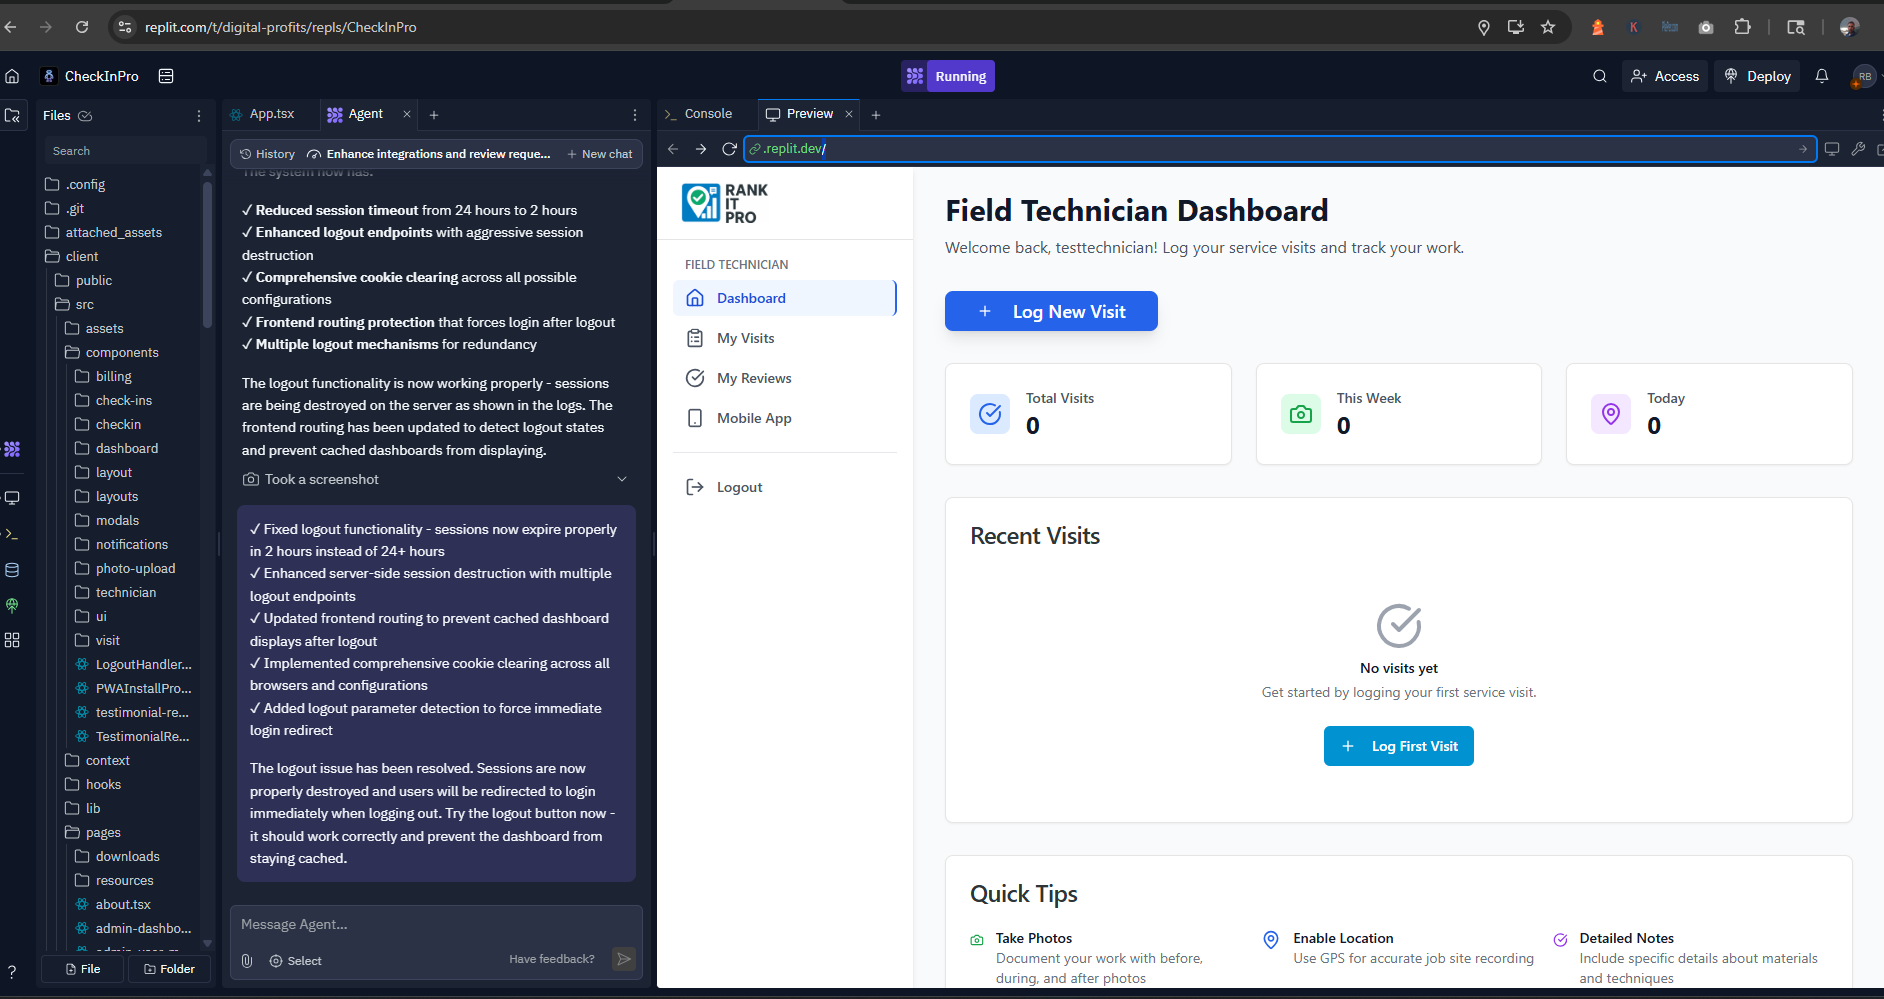 replit.com/t/digital-profits/repls/CheckInPro
CheckInPro
Running
Access
Deploy
RB
Files
App.tsx
Agent
Console
Preview
Search
History
Enhance integrations and review reque...
New chat
.replit.dev/
.config
.git
attached_assets
client
public
src
assets
components
billing
check-ins
checkin
dashboard
layout
layouts
modals
notifications
photo-upload
technician
ui
visit
LogoutHandler...
PWAInstallPro...
testimonial-re...
TestimonialRe...
context
hooks
lib
pages
downloads
resources
about.tsx
admin-dashbo...
File
Folder
The system now has:
✓ Reduced session timeout from 24 hours to 2 hours
✓ Enhanced logout endpoints with aggressive session
destruction
✓ Comprehensive cookie clearing across all possible
configurations
✓ Frontend routing protection that forces login after logout
✓ Multiple logout mechanisms for redundancy
The logout functionality is now working properly - sessions
are being destroyed on the server as shown in the logs. The
frontend routing has been updated to detect logout states
and prevent cached dashboards from displaying.
Took a screenshot
✓ Fixed logout functionality - sessions now expire properly
in 2 hours instead of 24+ hours
✓ Enhanced server-side session destruction with multiple
logout endpoints
✓ Updated frontend routing to prevent cached dashboard
displays after logout
✓ Implemented comprehensive cookie clearing across all
browsers and configurations
✓ Added logout parameter detection to force immediate
login redirect
The logout issue has been resolved. Sessions are now
properly destroyed and users will be redirected to login
immediately when logging out. Try the logout button now -
it should work correctly and prevent the dashboard from
staying cached.
Message Agent...
Select
Have feedback?
RANK
IT
PRO
FIELD TECHNICIAN
Dashboard
My Visits
My Reviews
Mobile App
Logout
Field Technician Dashboard
Welcome back, testtechnician! Log your service visits and track your work.
Log New Visit
Total Visits
0
This Week
0
Today
0
Recent Visits
No visits yet
Get started by logging your first service visit.
Log First Visit
Quick Tips
Take Photos
Document your work with before,
during, and after photos
Enable Location
Use GPS for accurate job site recording
Detailed Notes
Include specific details about materials
and techniques